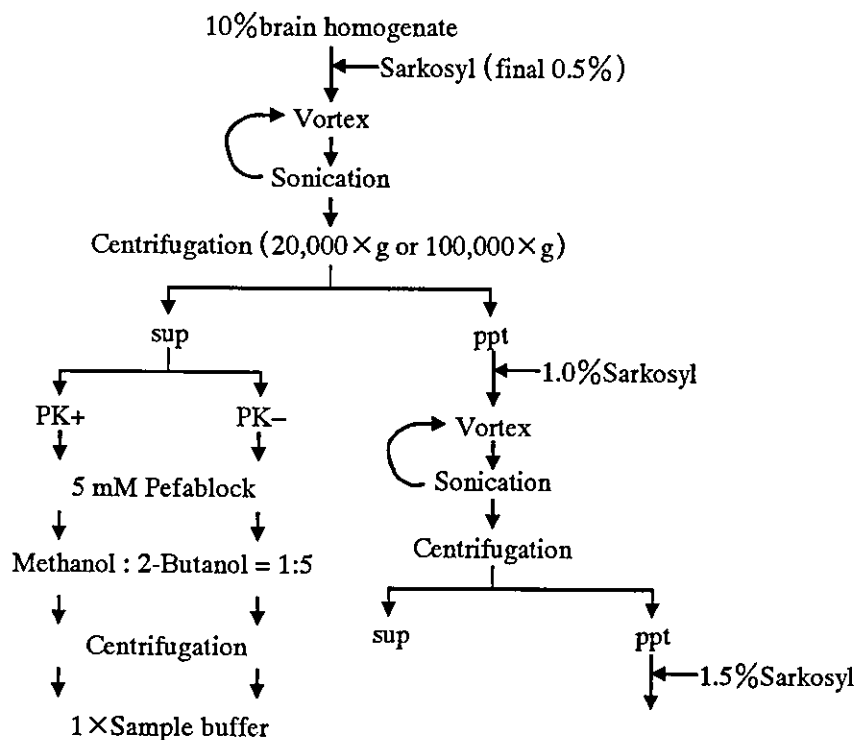 10%brain homogenate
Sarkosyl (final 0.5%)
Vortex
Sonication
Centrifugation (20,000×g or 100,000×g)
sup
ppt
1.0%Sarkosyl
PK+
PK−
Vortex
5 mM Pefablock
Sonication
Methanol : 2-Butanol = 1:5
Centrifugation
sup
ppt
Centrifugation
1.5%Sarkosyl
1×Sample buffer